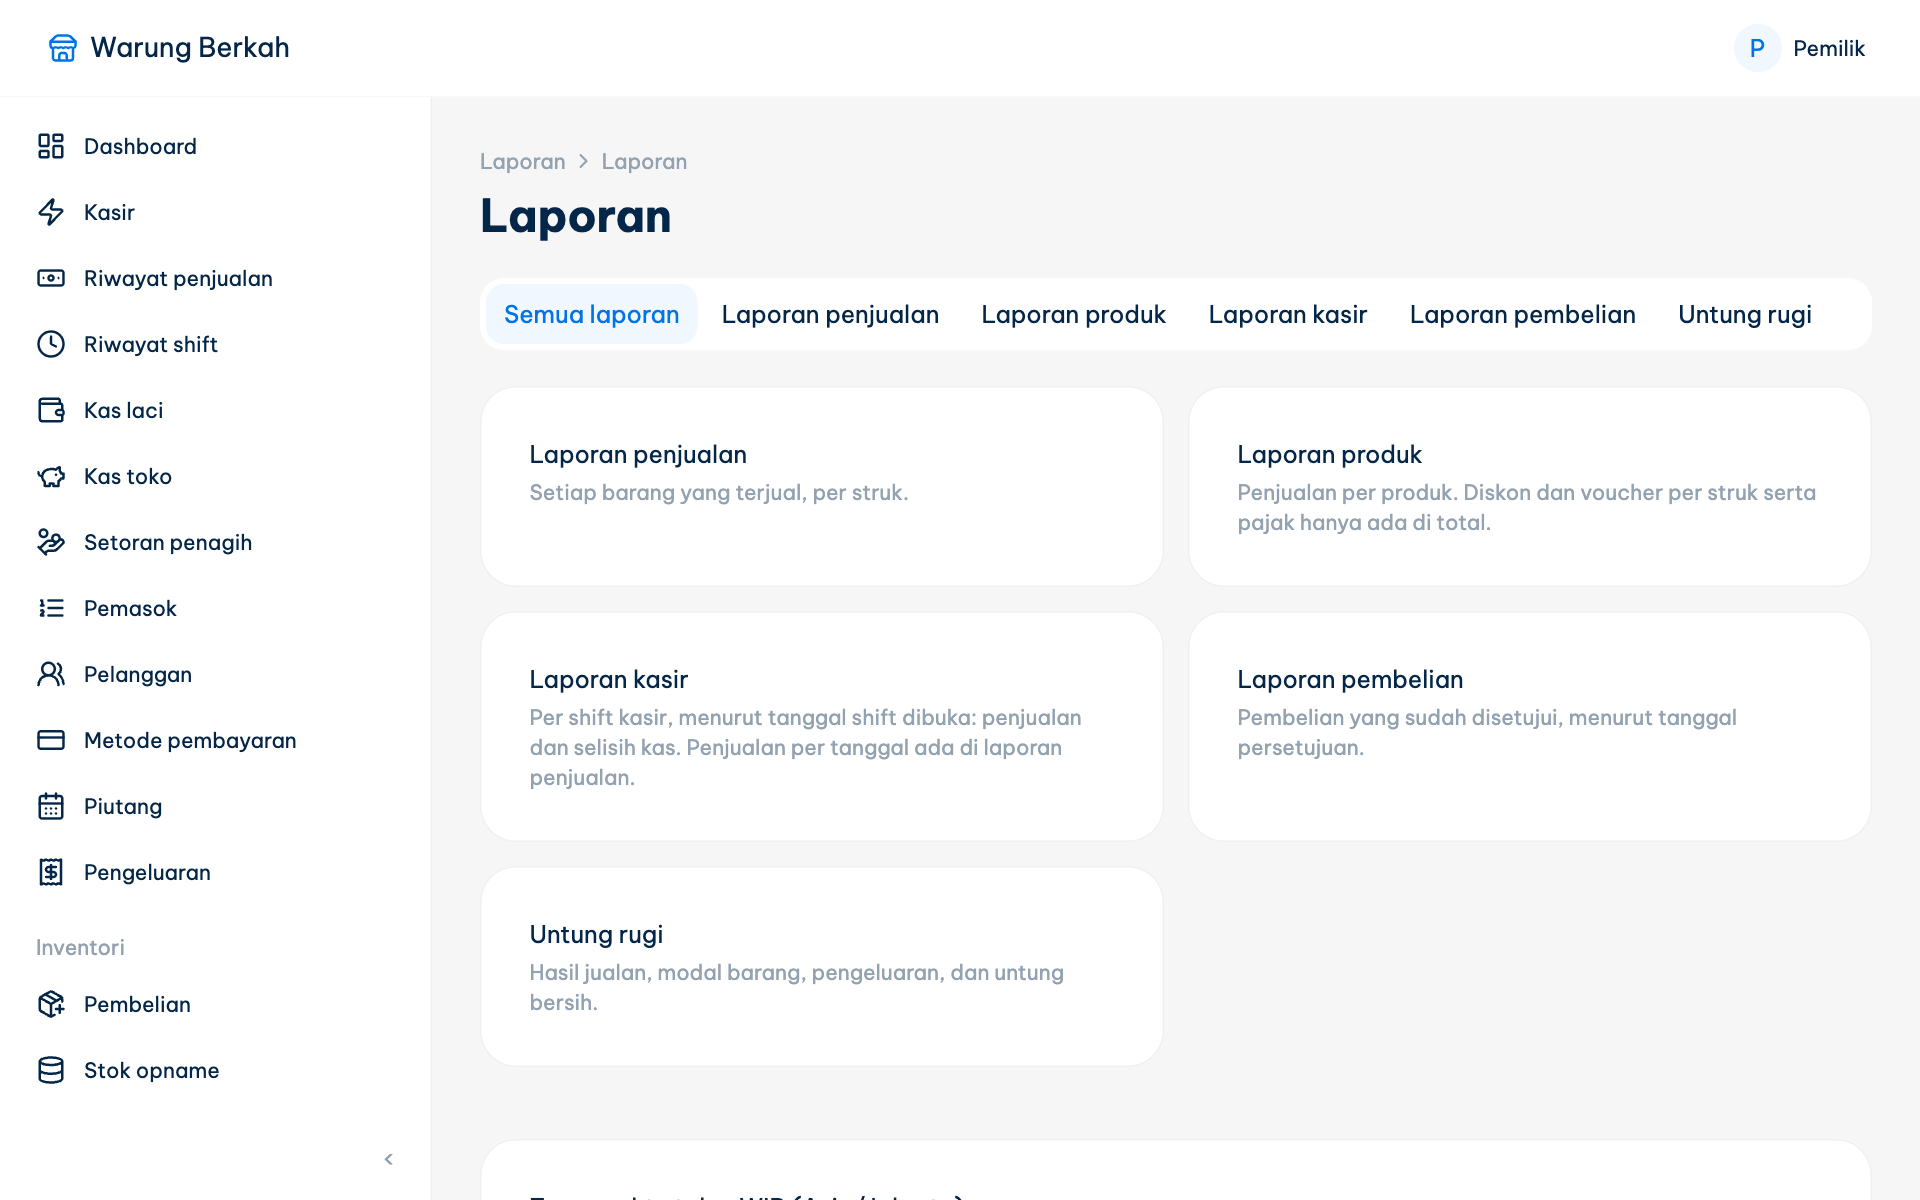 Warung Berkah
P
Pemilik
Dashboard
Kasir
Riwayat penjualan
Riwayat shift
Kas laci
Kas toko
Setoran penagih
Pemasok
Pelanggan
Metode pembayaran
Piutang
Pengeluaran
Inventori
Pembelian
Stok opname
Laporan > Laporan
Laporan
Semua laporan
Laporan penjualan
Laporan produk
Laporan kasir
Laporan pembelian
Untung rugi
Laporan penjualan
Setiap barang yang terjual, per struk.
Laporan produk
Penjualan per produk. Diskon dan voucher per struk serta
pajak hanya ada di total.
Laporan kasir
Per shift kasir, menurut tanggal shift dibuka: penjualan
dan selisih kas. Penjualan per tanggal ada di laporan
penjualan.
Laporan pembelian
Pembelian yang sudah disetujui, menurut tanggal
persetujuan.
Untung rugi
Hasil jualan, modal barang, pengeluaran, dan untung
bersih.